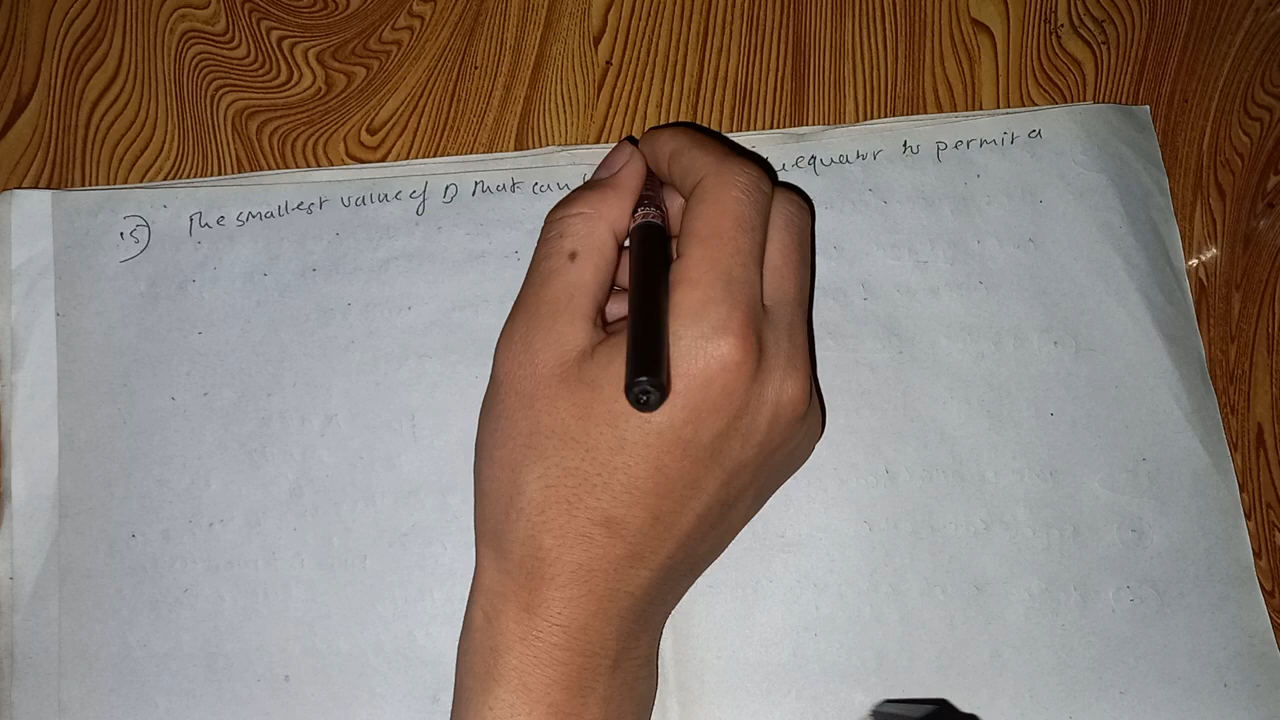 15) The smallest value of B that can equator to permit a